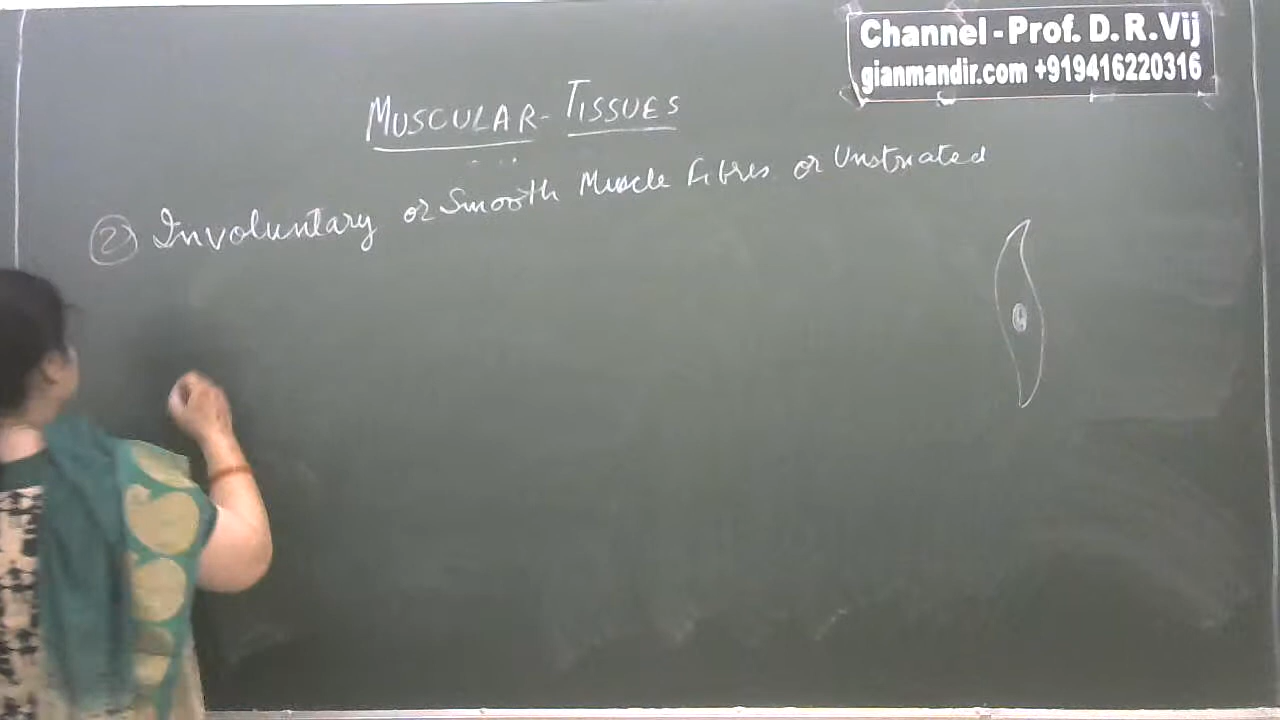 Channel - Prof. D. R. Vij
gianmandir.com +919416220316
MUSCULAR - TISSUES
② Involuntary or Smooth Muscle Fibres or Unstriated